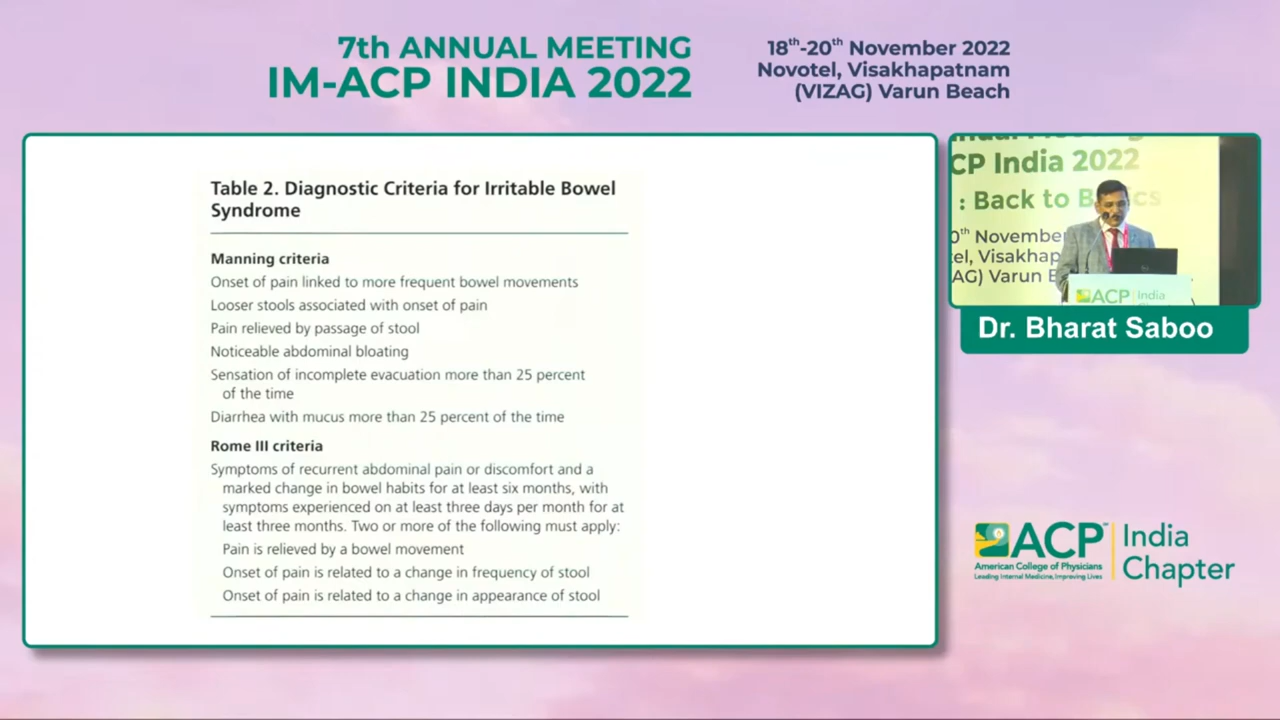 7th ANNUAL MEETING
IM-ACP INDIA 2022
18th-20th November 2022
Novotel, Visakhapatnam
(VIZAG) Varun Beach
Table 2. Diagnostic Criteria for Irritable Bowel
Syndrome
Manning criteria
Onset of pain linked to more frequent bowel movements
Looser stools associated with onset of pain
Pain relieved by passage of stool
Noticeable abdominal bloating
Sensation of incomplete evacuation more than 25 percent
of the time
Diarrhea with mucus more than 25 percent of the time
Rome III criteria
Symptoms of recurrent abdominal pain or discomfort and a
marked change in bowel habits for at least six months, with
symptoms experienced on at least three days per month for at
least three months. Two or more of the following must apply:
Pain is relieved by a bowel movement
Onset of pain is related to a change in frequency of stool
Onset of pain is related to a change in appearance of stool
CP India 2022
: Back to
0th November
(AG) Varun
ACP India
Dr. Bharat Saboo
ACP
American College of Physicians
Leading Internal Medicine, Improving Lives
India
Chapter